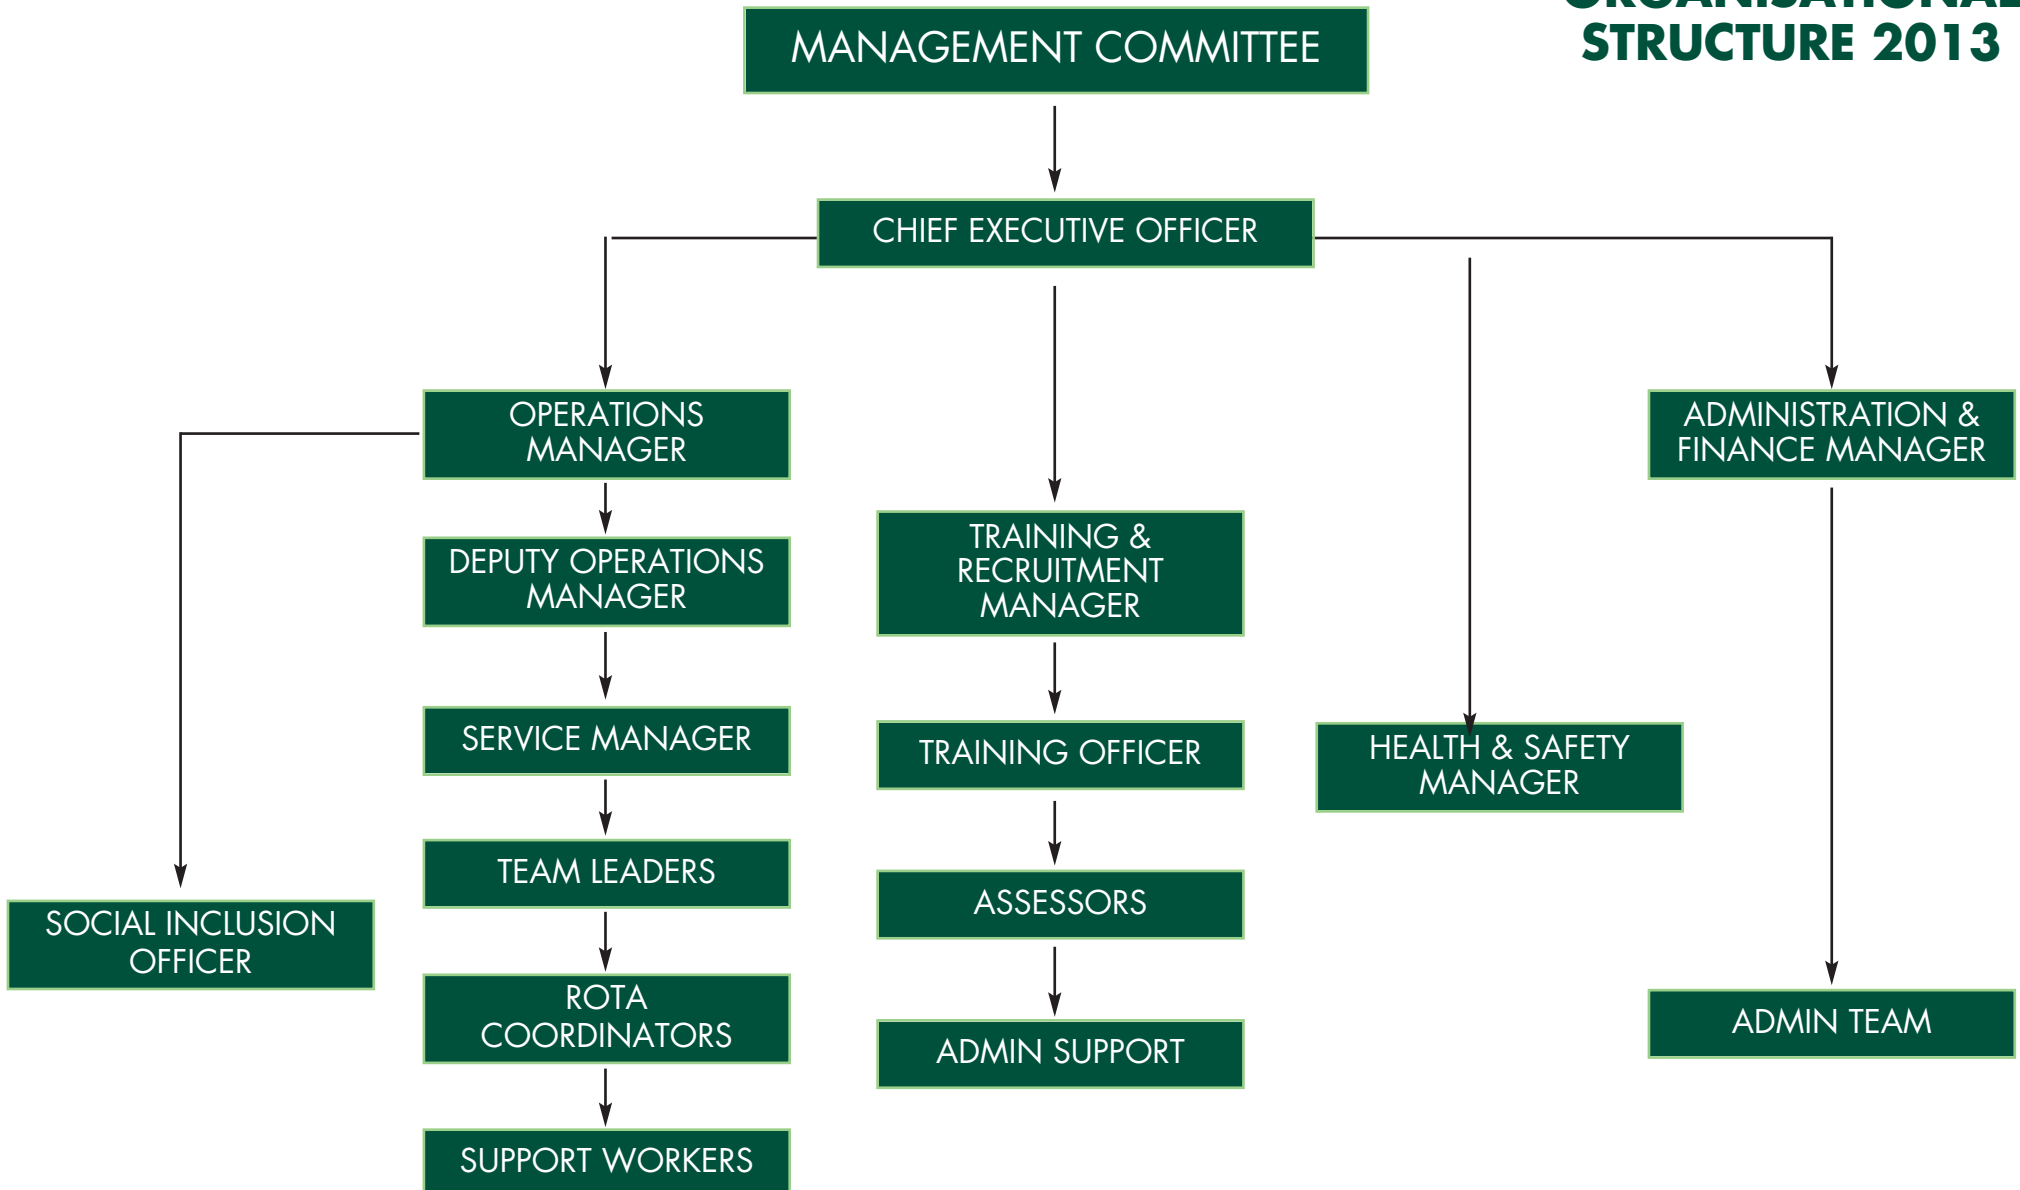 ORGANISATIONAL
STRUCTURE 2013
MANAGEMENT COMMITTEE
CHIEF EXECUTIVE OFFICER
OPERATIONS
MANAGER
ADMINISTRATION &
FINANCE MANAGER
DEPUTY OPERATIONS
MANAGER
TRAINING &
RECRUITMENT
MANAGER
SERVICE MANAGER
TRAINING OFFICER
HEALTH & SAFETY
MANAGER
TEAM LEADERS
ASSESSORS
SOCIAL INCLUSION
OFFICER
ROTA
COORDINATORS
ADMIN SUPPORT
ADMIN TEAM
SUPPORT WORKERS